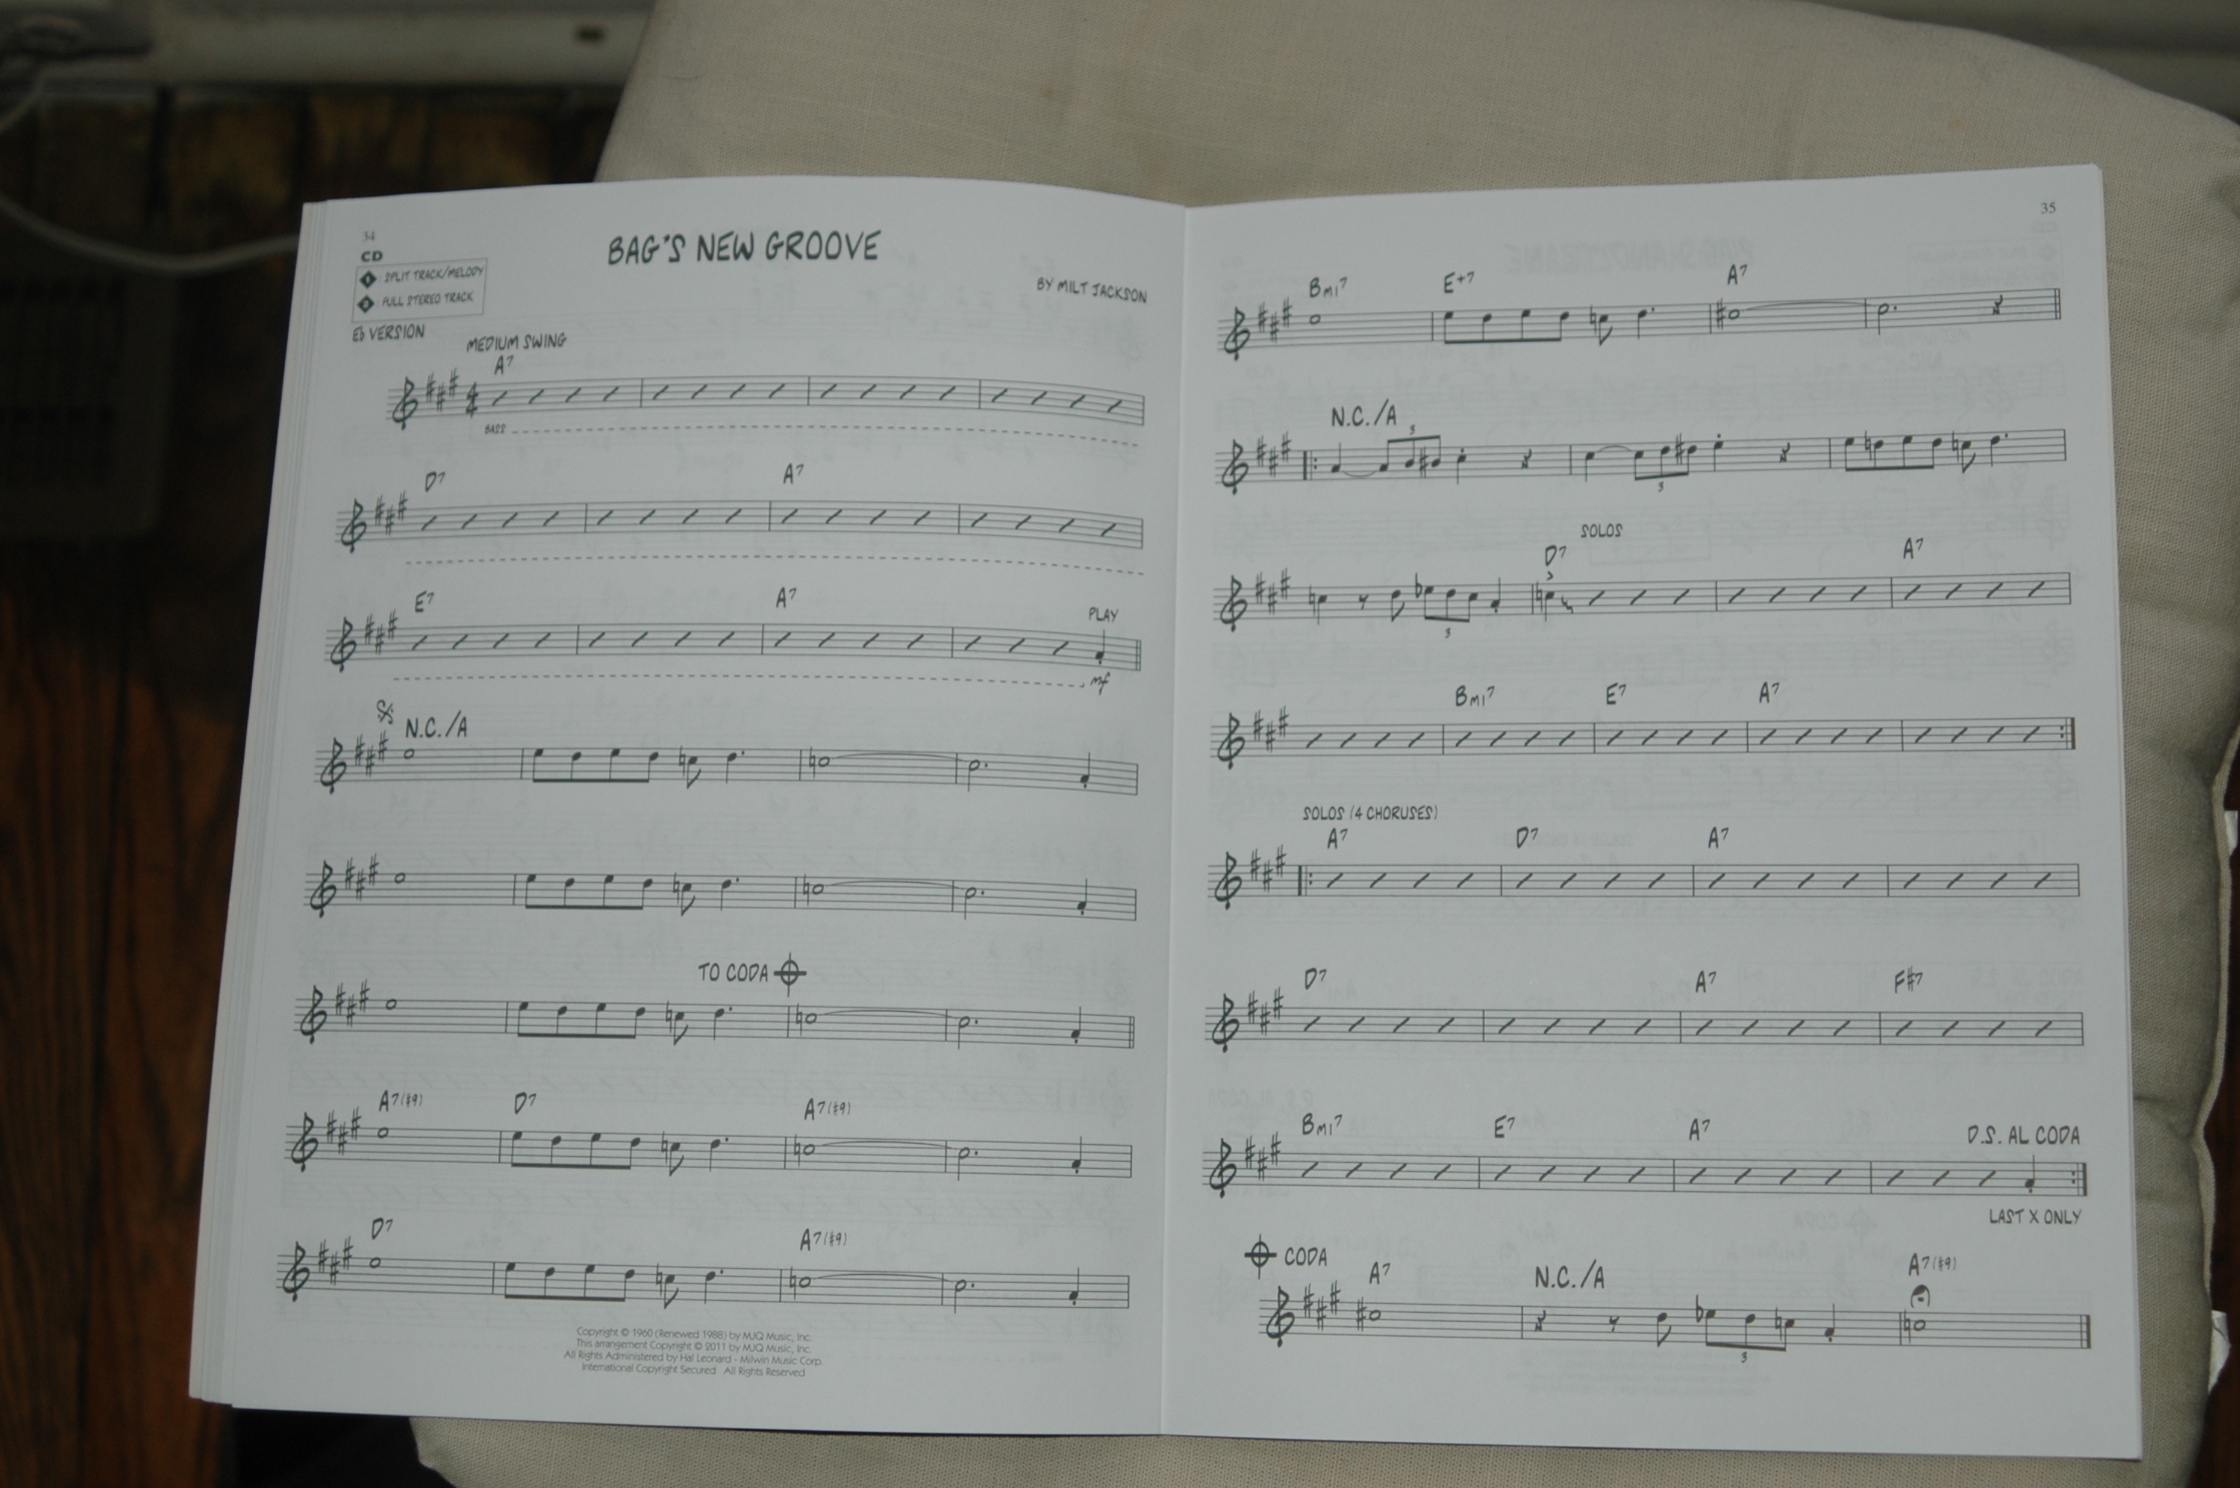 34
CD
1 : SPLIT TRACK/MELODY
2 : FULL STEREO TRACK
E♭ VERSION
BAG'S NEW GROOVE
BY MILT JACKSON
MEDIUM SWING
A7
4
4
BASS
D7 A7
E7 A7 PLAY
mf
N.C./A
TO CODA
A7(♯9) D7 A7(♯9)
D7 A7(♯9)
Copyright © 1960 (Renewed 1988) by MJQ Music, Inc.
This arrangement Copyright © 2011 by MJQ Music, Inc.
All Rights Administered by Hal Leonard - Milwin Music Corp.
International Copyright Secured All Rights Reserved
35
BMI7 E+7 A7
N.C./A
3
3
SOLOS
D7 A7
3
BMI7 E7 A7
SOLOS (4 CHORUSES)
A7 D7 A7
D7 A7 F♯7
BMI7 E7 A7 D.S. AL CODA
LAST X ONLY
CODA
A7 N.C./A A7(♯9)
3